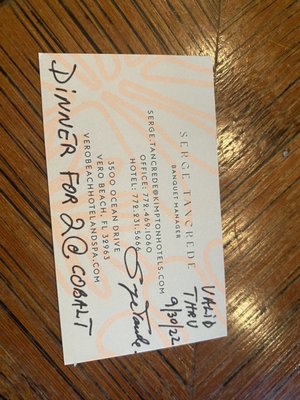 SERGE TANCREDE
BANQUET MANAGER
VALID
THRU
9/30/22
SERGE.TANCREDE@KIMPTONHOTELS.COM
OFFICE: 772.469.1060
HOTEL: 772.231.5666
3500 OCEAN DRIVE
VERO BEACH, FL 32963
VEROBEACHHOTELANDSPA.COM
DINNER FOR 2 @ COBALT